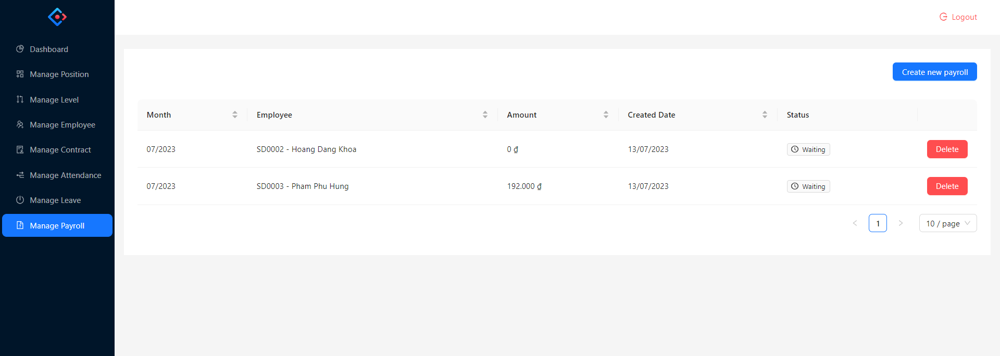 Logout
Dashboard
Manage Position
Manage Level
Manage Employee
Manage Contract
Manage Attendance
Manage Leave
Manage Payroll
Create new payroll
Month Employee Amount Created Date Status
07/2023 SD0002 - Hoang Dang Khoa 0 ₫ 13/07/2023 Waiting Delete
07/2023 SD0003 - Pham Phu Hung 192.000 ₫ 13/07/2023 Waiting Delete
< 1 > 10 / page